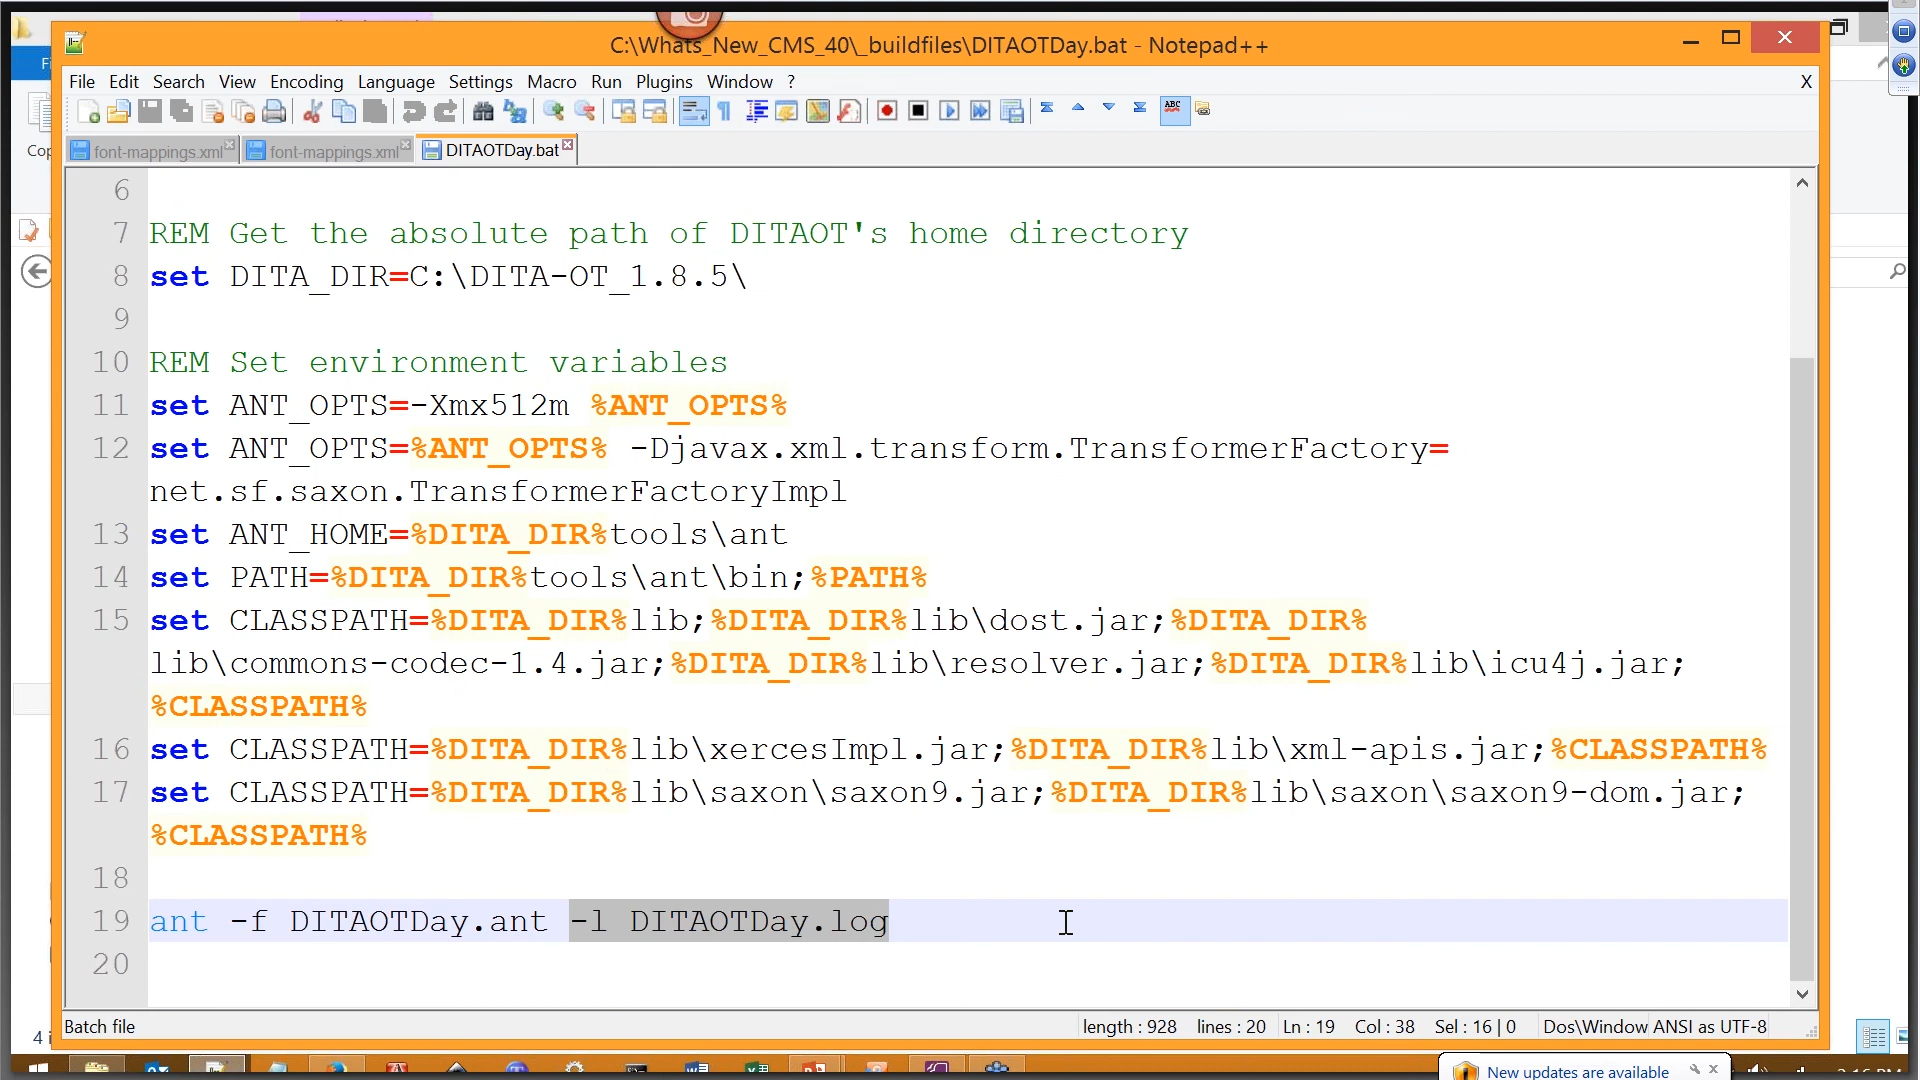 C:\Whats_New_CMS_40\_buildfiles\DITAOTDay.bat - Notepad++
File Edit Search View Encoding Language Settings Macro Run Plugins Window ? X
font-mappings.xml font-mappings.xml DITAOTDay.bat
6
7 REM Get the absolute path of DITAOT's home directory
8 set DITA_DIR=C:\DITA-OT_1.8.5\
9
10 REM Set environment variables
11 set ANT_OPTS=-Xmx512m %ANT_OPTS%
12 set ANT_OPTS=%ANT_OPTS% -Djavax.xml.transform.TransformerFactory=
net.sf.saxon.TransformerFactoryImpl
13 set ANT_HOME=%DITA_DIR%tools\ant
14 set PATH=%DITA_DIR%tools\ant\bin;%PATH%
15 set CLASSPATH=%DITA_DIR%lib;%DITA_DIR%lib\dost.jar;%DITA_DIR%
lib\commons-codec-1.4.jar;%DITA_DIR%lib\resolver.jar;%DITA_DIR%lib\icu4j.jar;
%CLASSPATH%
16 set CLASSPATH=%DITA_DIR%lib\xercesImpl.jar;%DITA_DIR%lib\xml-apis.jar;%CLASSPATH%
17 set CLASSPATH=%DITA_DIR%lib\saxon\saxon9.jar;%DITA_DIR%lib\saxon\saxon9-dom.jar;
%CLASSPATH%
18
19 ant -f DITAOTDay.ant -l DITAOTDay.log
20
Batch file length : 928 lines : 20 Ln : 19 Col : 38 Sel : 16 | 0 Dos\Window ANSI as UTF-8
New updates are available